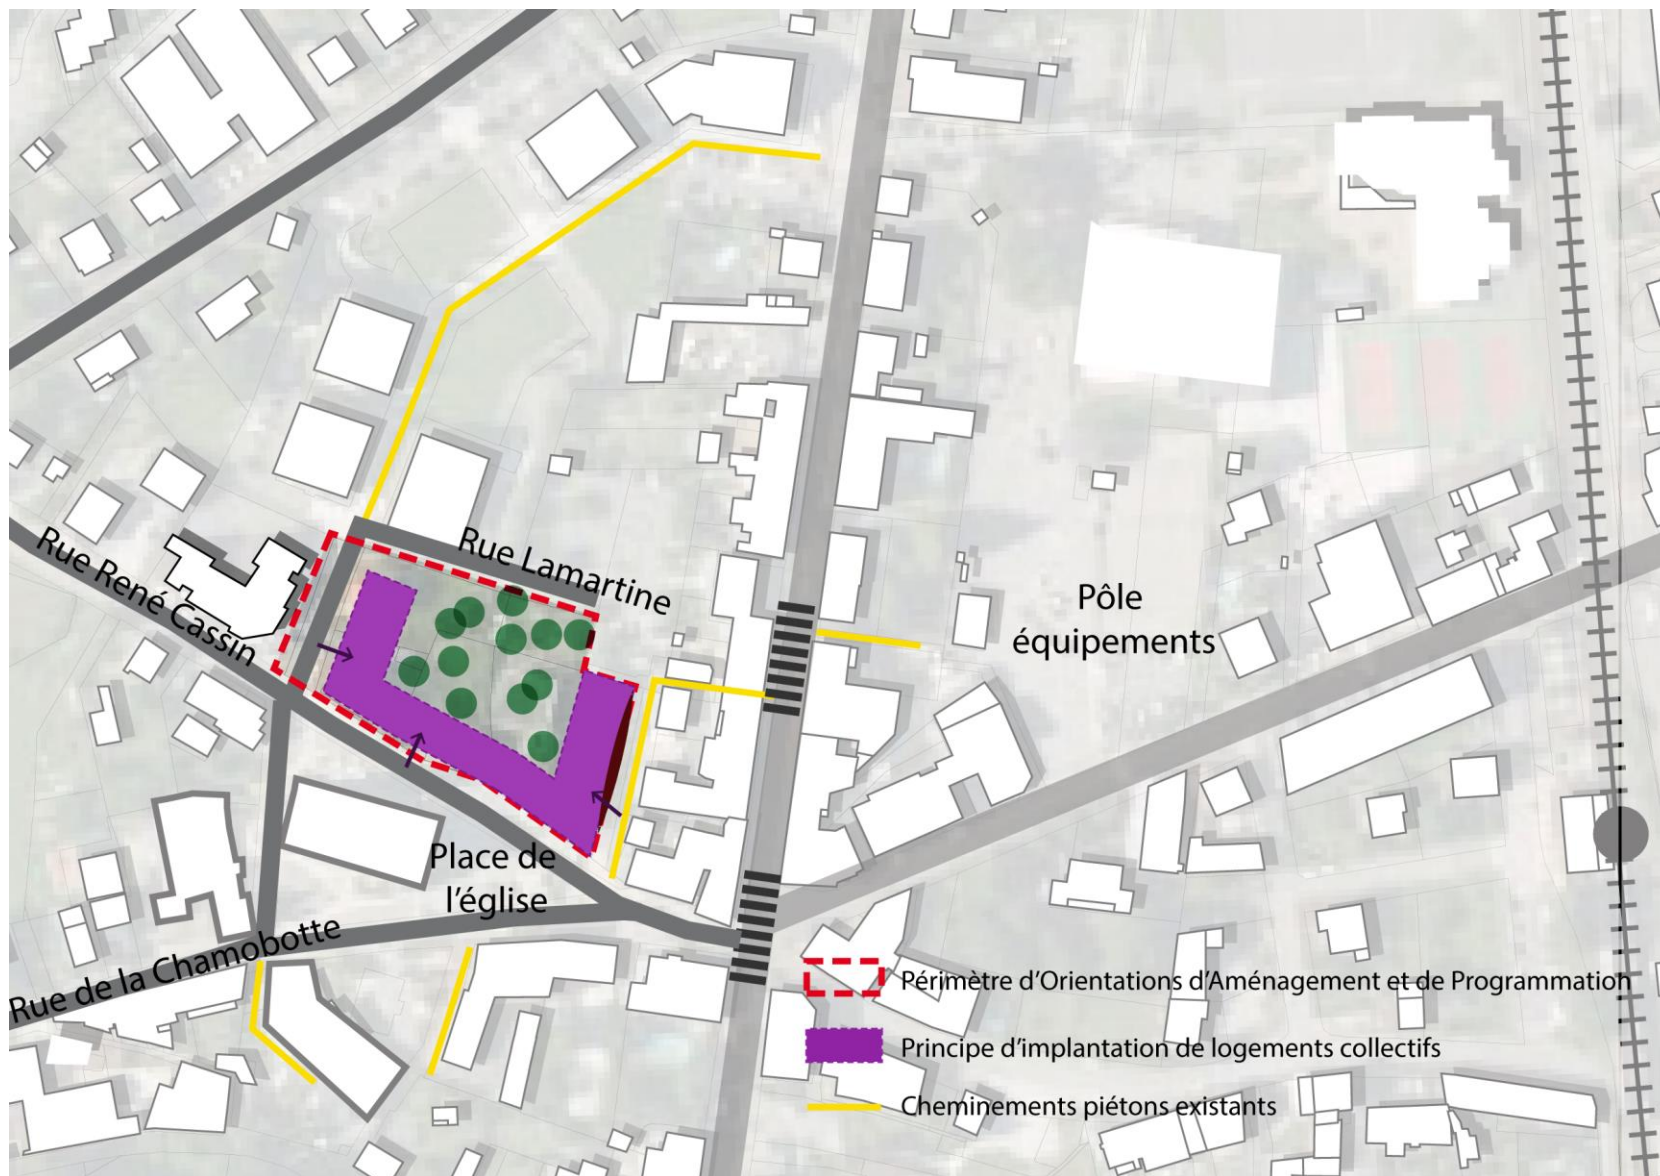 Rue Lamartine
Rue René Cassin
Pôle
équipements
Place de
l'église
Rue de la Chamobotte
Périmètre d'Orientations d'Aménagement et de Programmation
Principe d'implantation de logements collectifs
Cheminements piétons existants